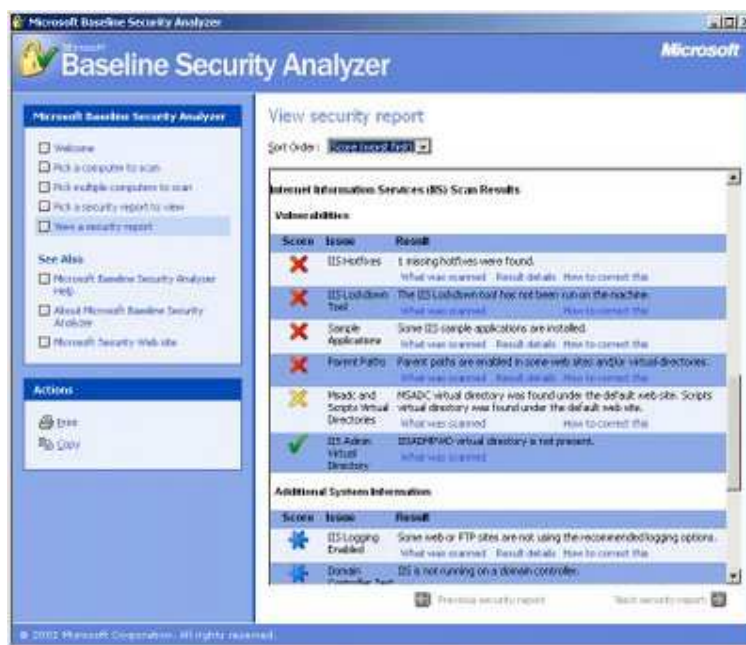 Microsoft Baseline Security Analyzer
Microsoft
Baseline Security Analyzer
Microsoft
Microsoft Baseline Security Analyzer
Welcome
Pick a computer to scan
Pick multiple computers to scan
Pick a security report to view
View a security report
See Also
Microsoft Baseline Security Analyzer Help
About Microsoft Baseline Security Analyzer
Microsoft Security Web site
Actions
Print
Copy
View security report
Sort Order: Score (worst first)
Internet Information Services (IIS) Scan Results
Vulnerabilities
Score Issue Result
IIS Hotfixes 1 missing hotfixes were found.
What was scanned Result details How to correct this
IIS Lockdown Tool The IIS Lockdown tool has not been run on the machine.
What was scanned How to correct this
Sample Applications Some IIS sample applications are installed.
What was scanned Result details How to correct this
Parent Paths Parent paths are enabled in some web sites and/or virtual directories.
What was scanned Result details How to correct this
Msadc and Scripts Virtual Directories MSADC virtual directory was found under the default web site. Scripts virtual directory was found under the default web site.
What was scanned How to correct this
IIS Admin Virtual Directory IISADMPWD virtual directory is not present.
What was scanned
Additional System Information
Score Issue Result
IIS Logging Enabled Some web or FTP sites are not using the recommended logging options.
What was scanned Result details How to correct this
Domain Controller Test IIS is not running on a domain controller.
Previous security report Next security report
© 2002 Microsoft Corporation. All rights reserved.